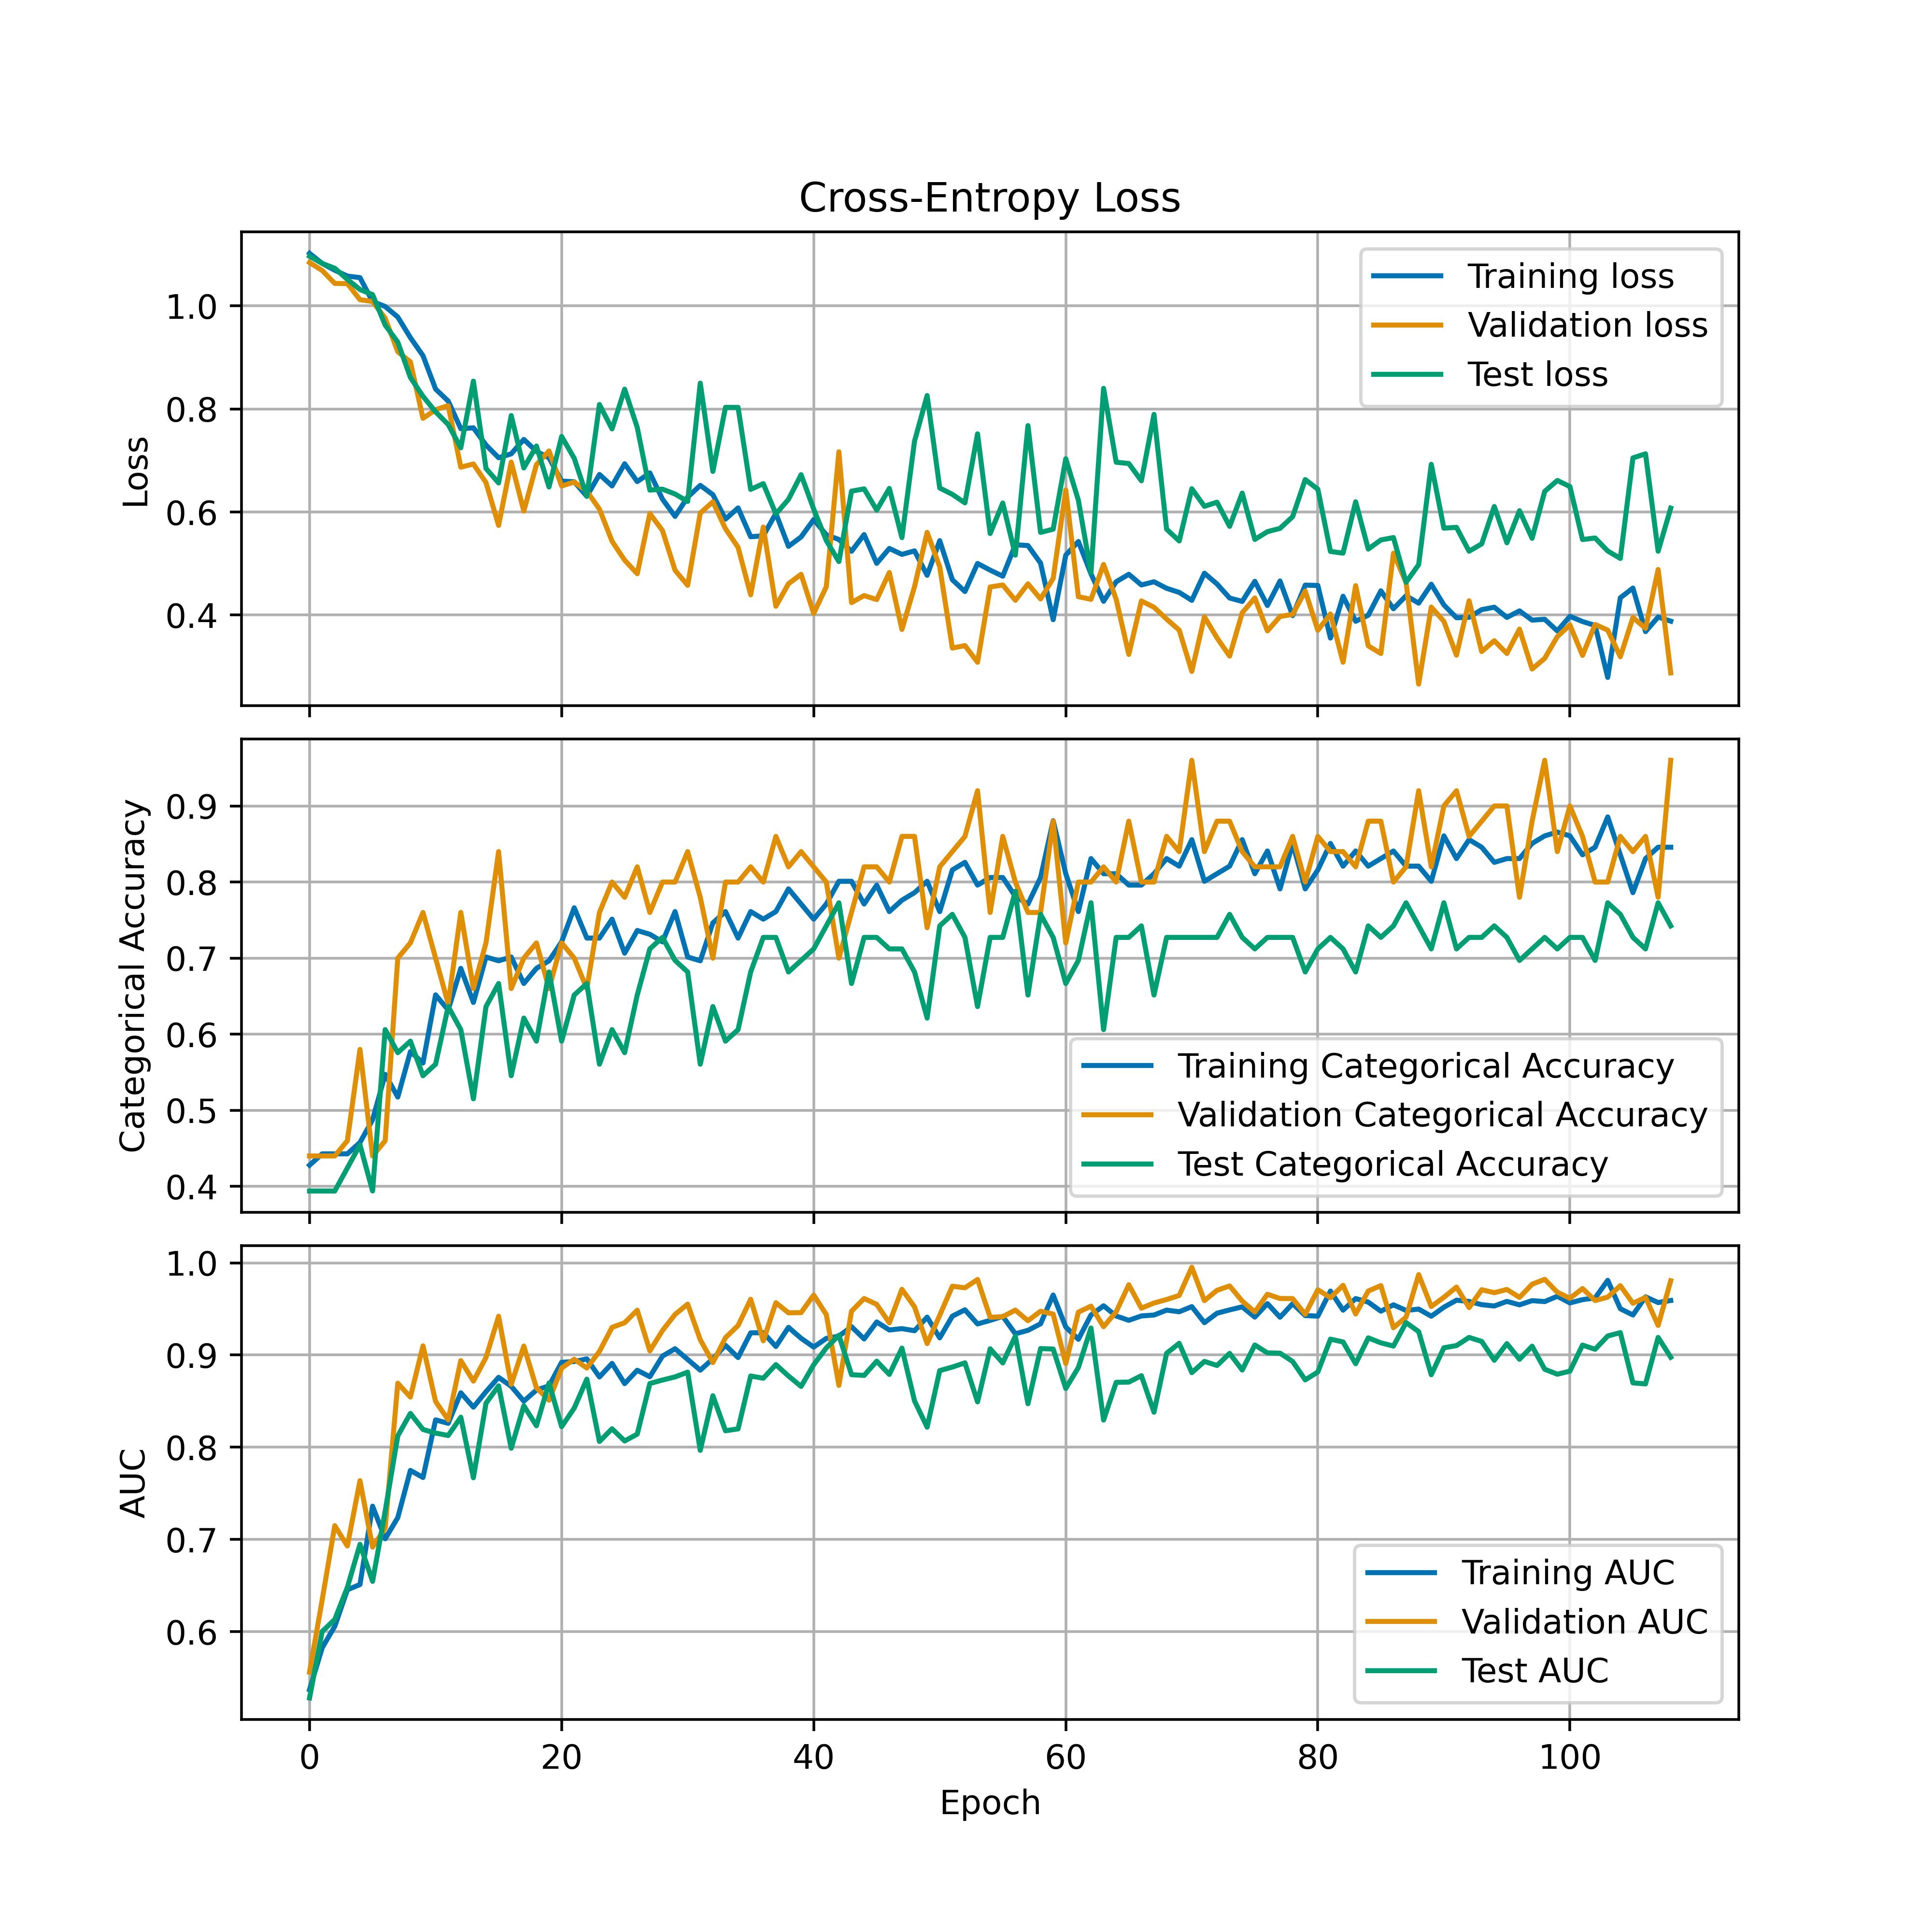 Cross-Entropy Loss
Loss
1.0
0.8
0.6
0.4
Training loss
Validation loss
Test loss
Categorical Accuracy
0.9
0.8
0.7
0.6
0.5
0.4
Training Categorical Accuracy
Validation Categorical Accuracy
Test Categorical Accuracy
AUC
1.0
0.9
0.8
0.7
0.6
Training AUC
Validation AUC
Test AUC
0 20 40 60 80 100
Epoch